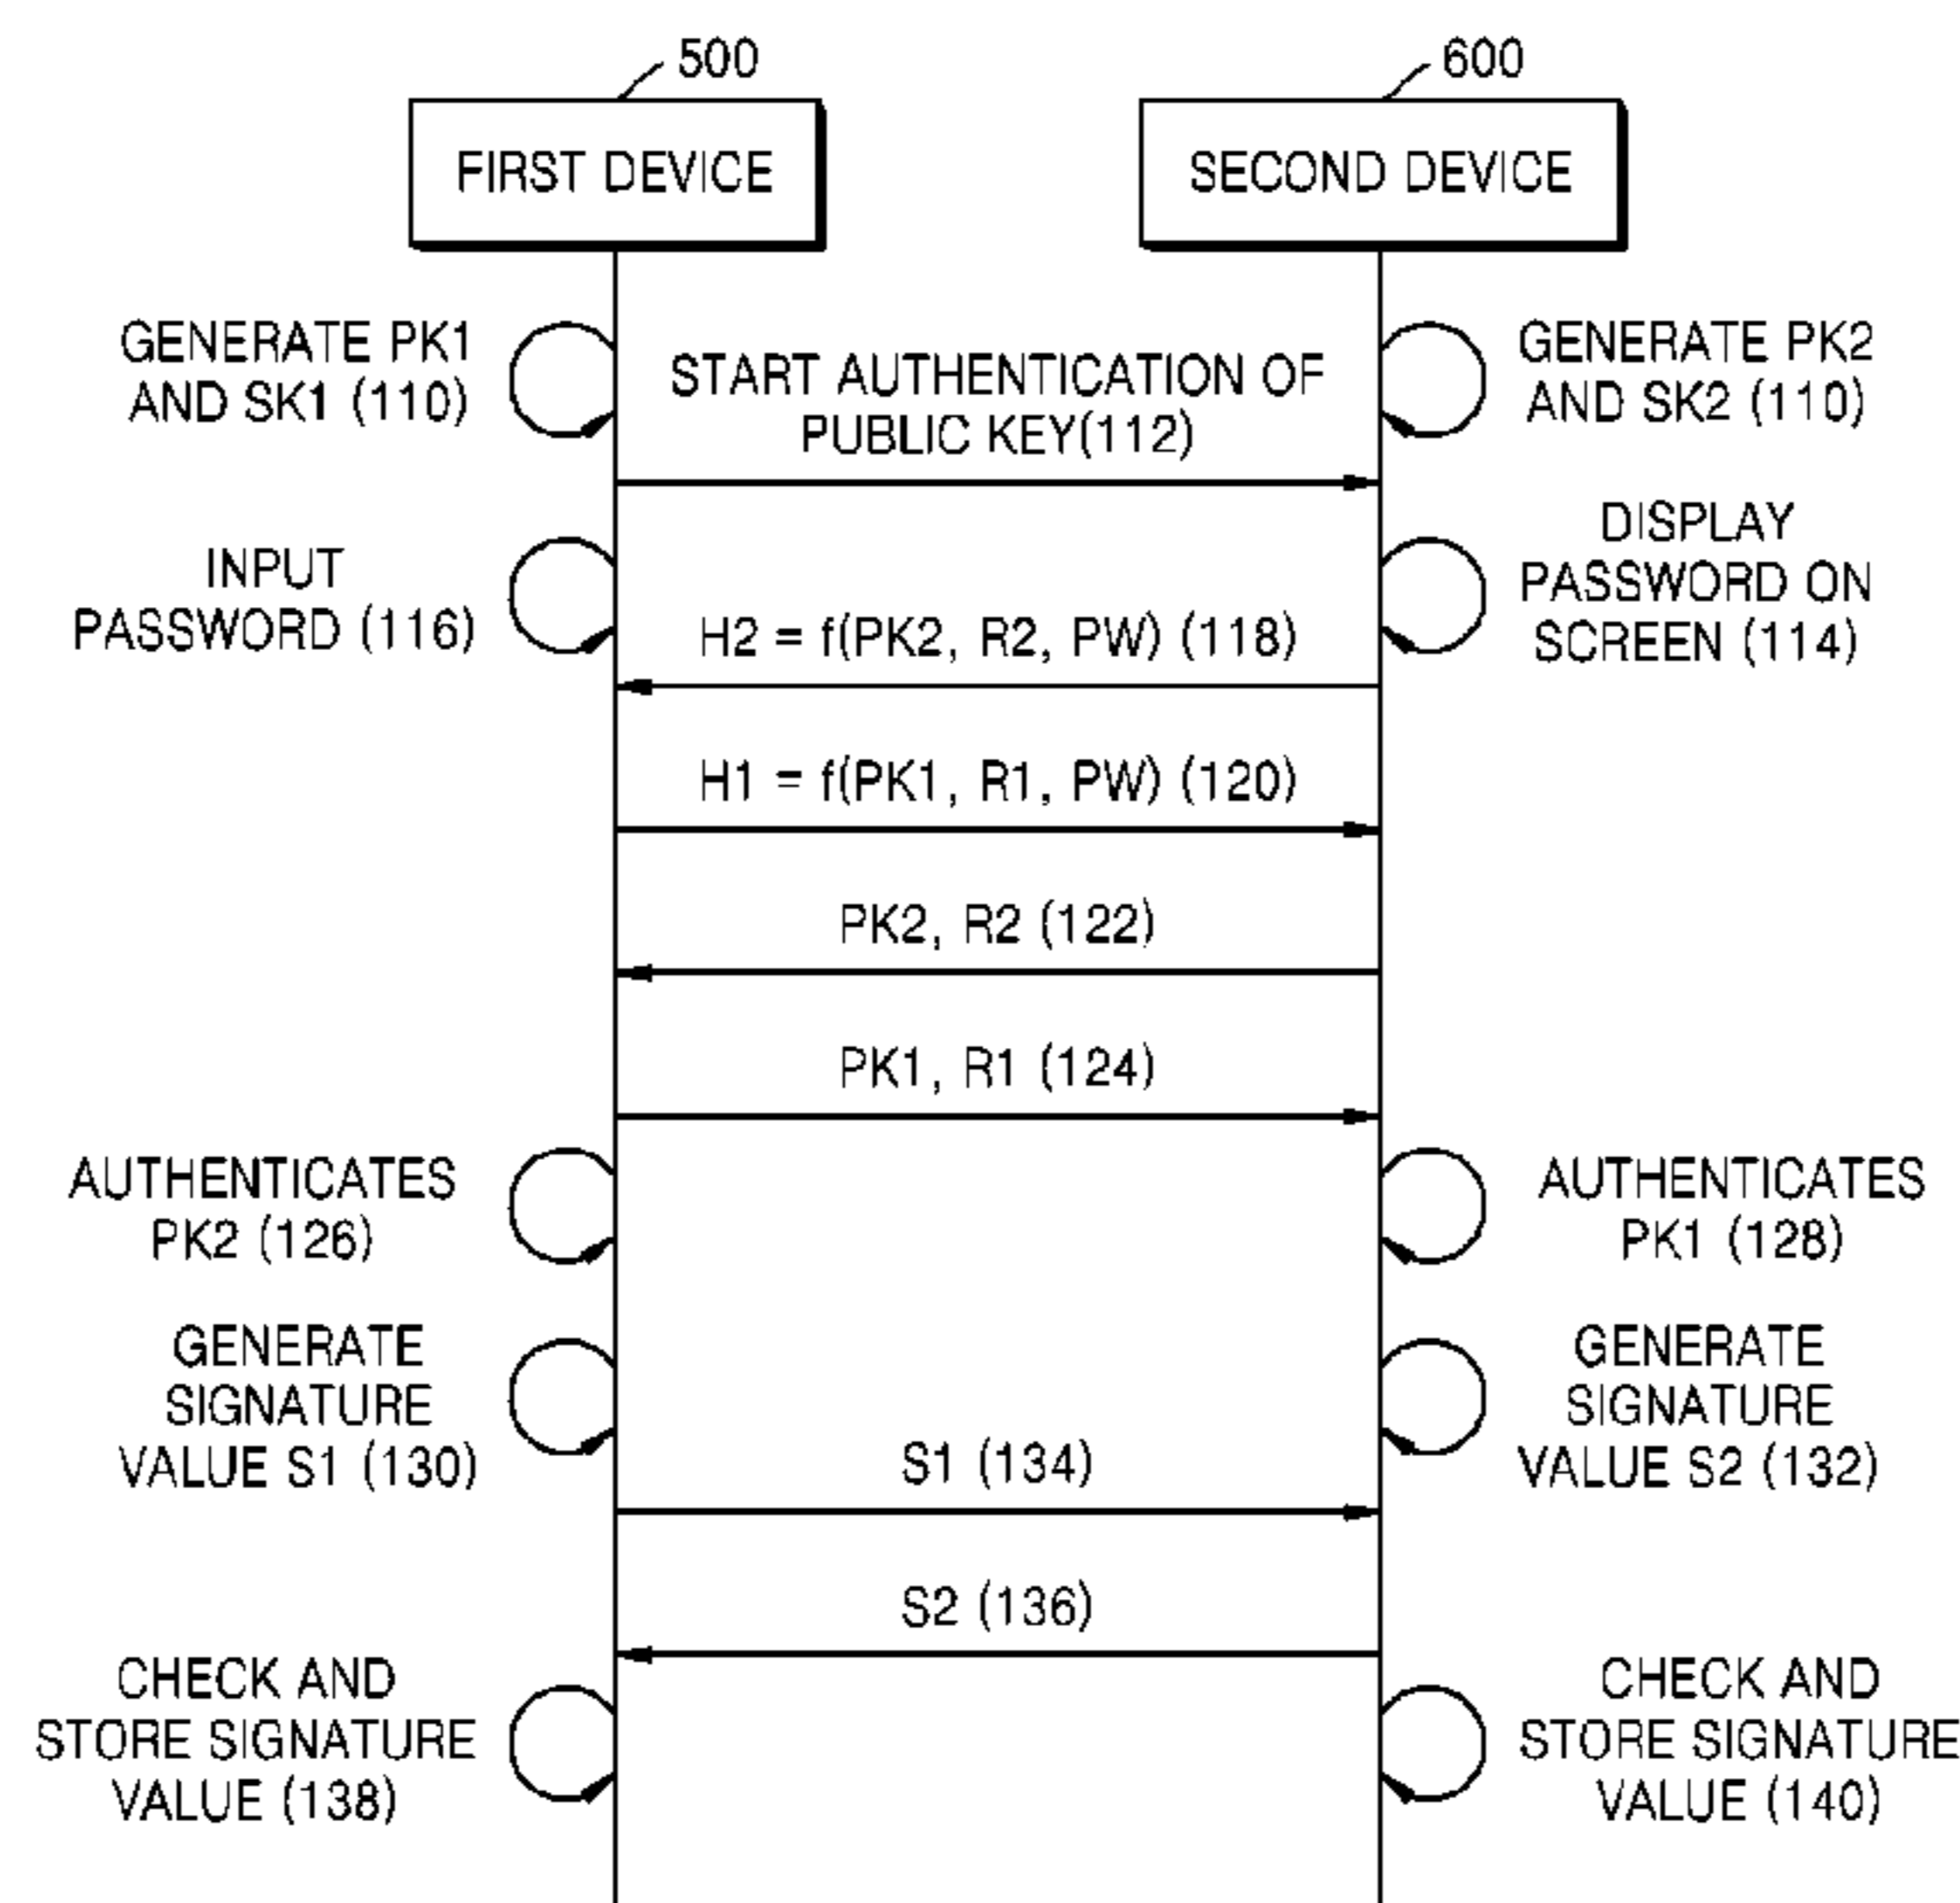 500
600
FIRST DEVICE
SECOND DEVICE
GENERATE PK1
AND SK1 (110)
START AUTHENTICATION OF
PUBLIC KEY(112)
GENERATE PK2
AND SK2 (110)
INPUT
PASSWORD (116)
DISPLAY
PASSWORD ON
SCREEN (114)
H2 = f(PK2, R2, PW) (118)
H1 = f(PK1, R1, PW) (120)
PK2, R2 (122)
PK1, R1 (124)
AUTHENTICATES
PK2 (126)
AUTHENTICATES
PK1 (128)
GENERATE
SIGNATURE
VALUE S1 (130)
GENERATE
SIGNATURE
VALUE S2 (132)
S1 (134)
S2 (136)
CHECK AND
STORE SIGNATURE
VALUE (138)
CHECK AND
STORE SIGNATURE
VALUE (140)